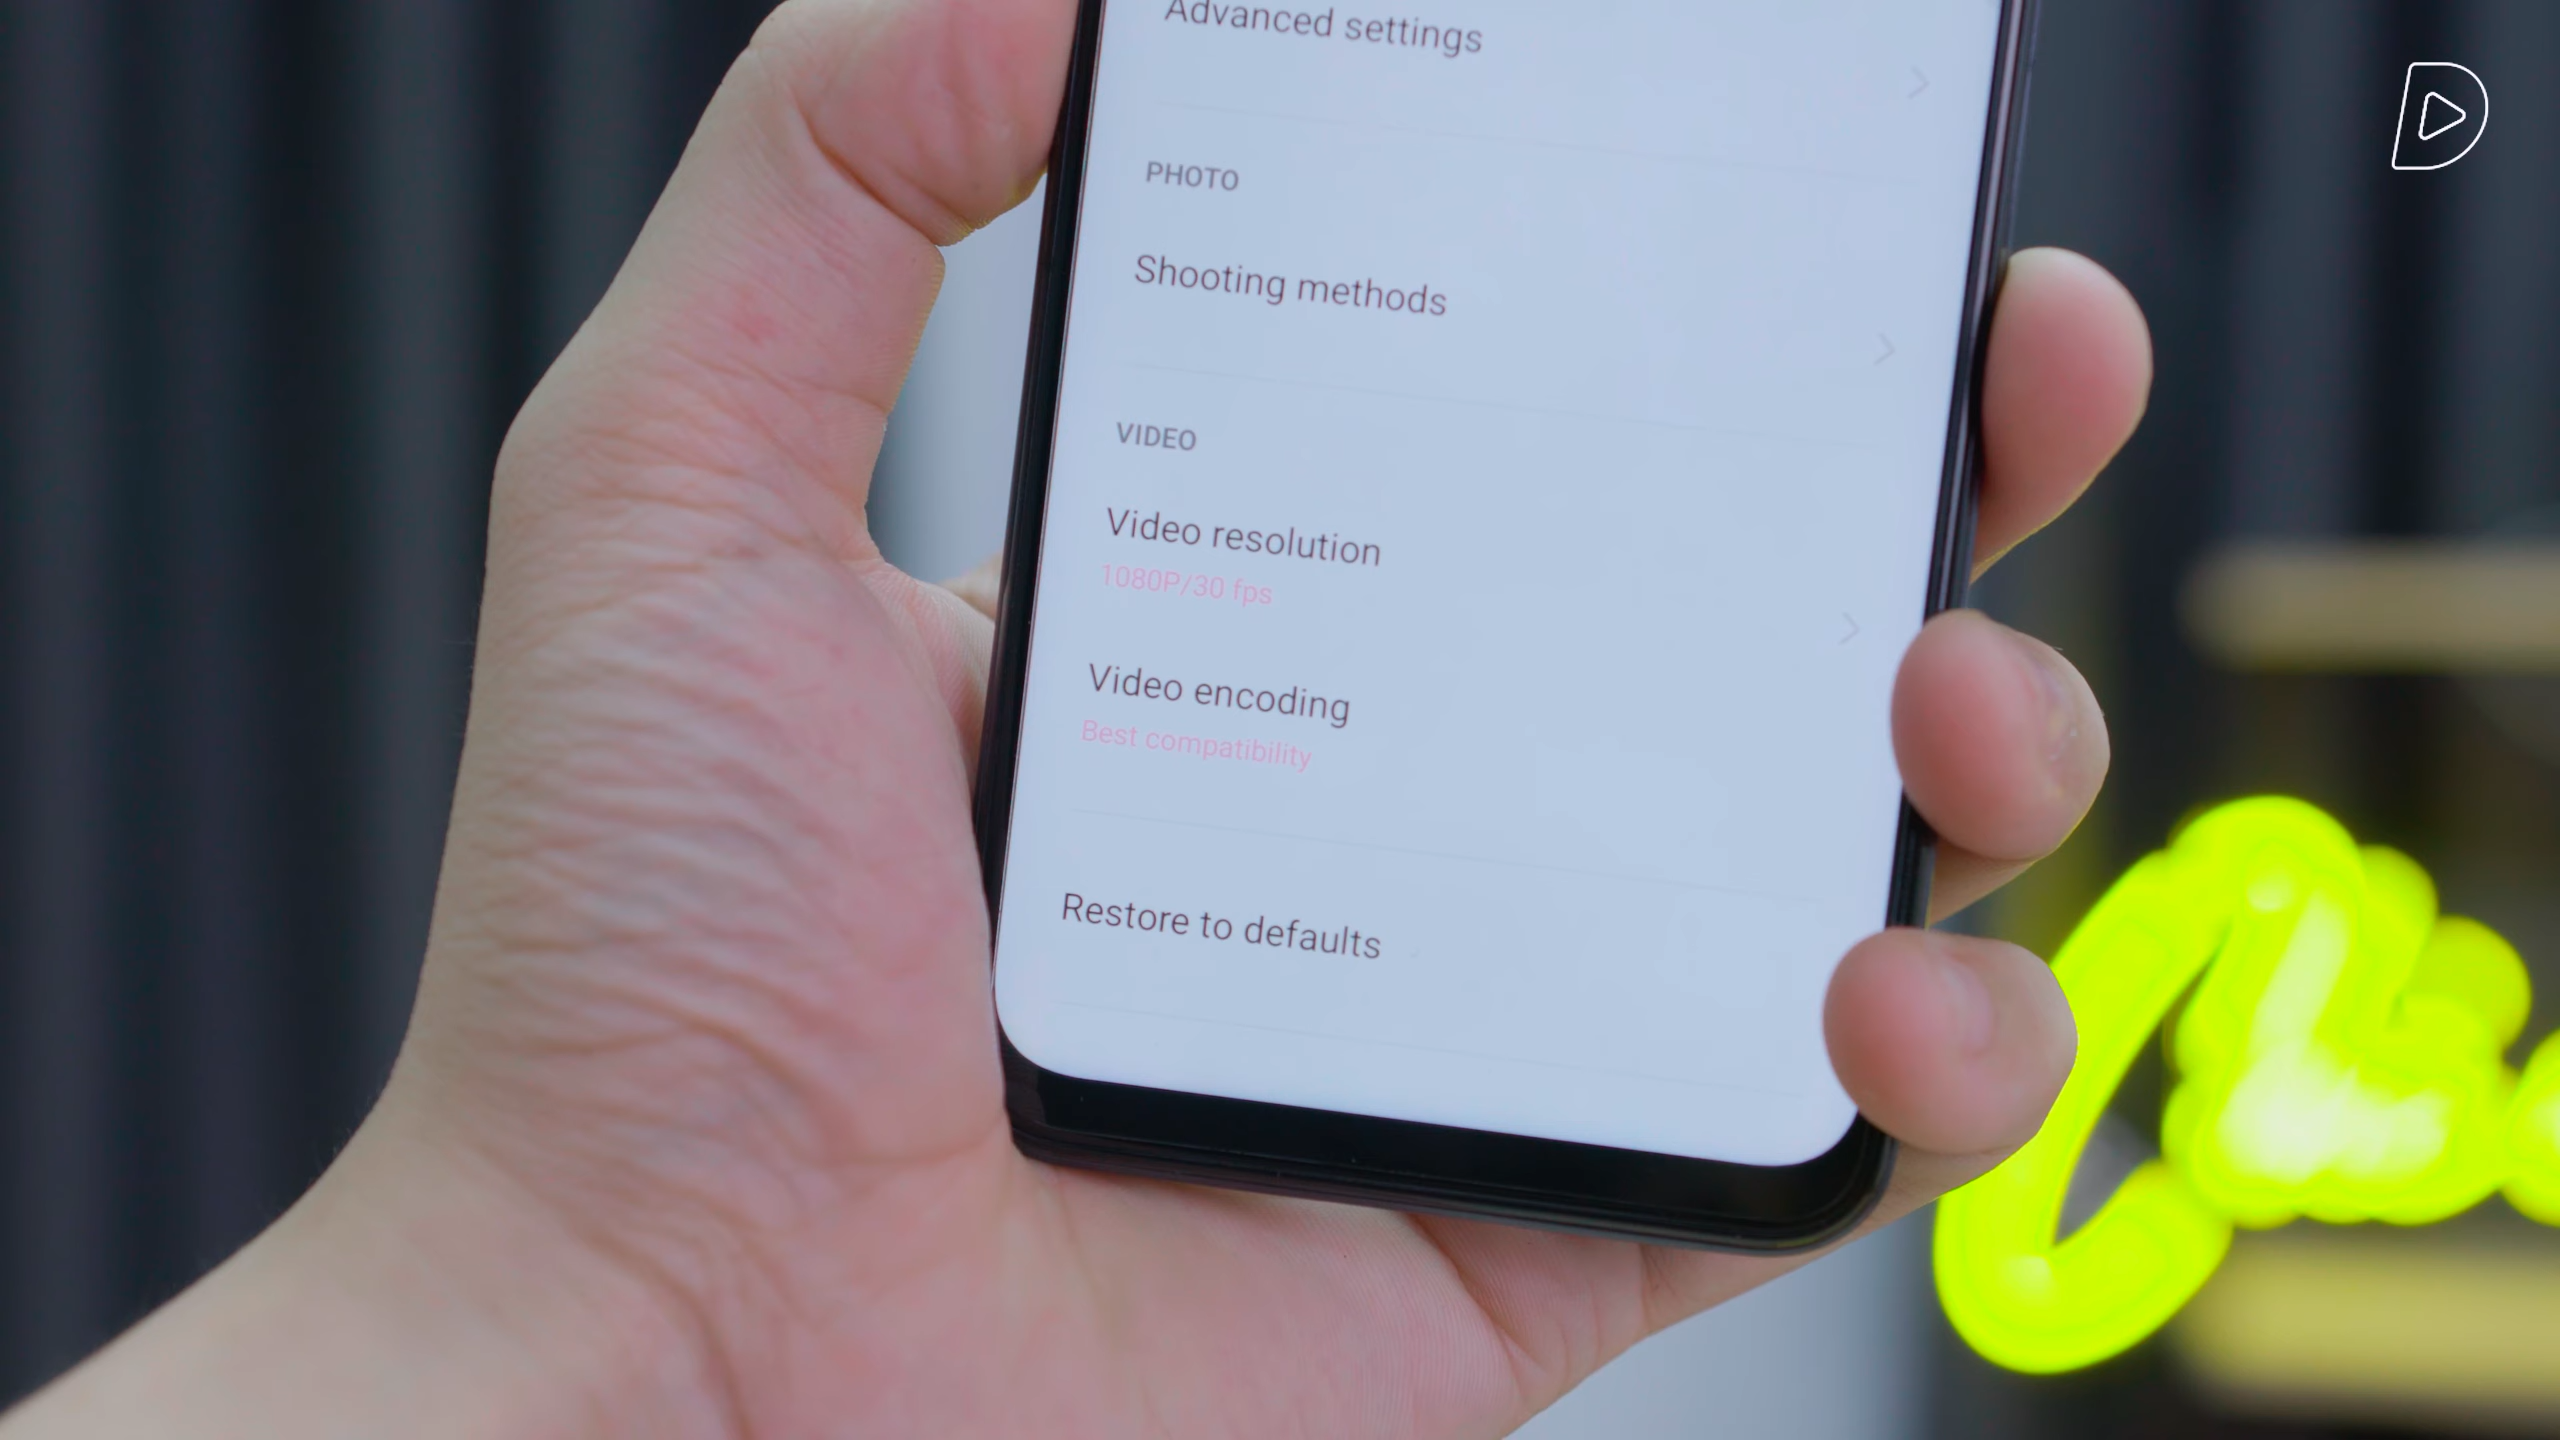 Advanced settings
PHOTO
Shooting methods
VIDEO
Video resolution
1080P/30 fps
Video encoding
Best compatibility
Restore to defaults